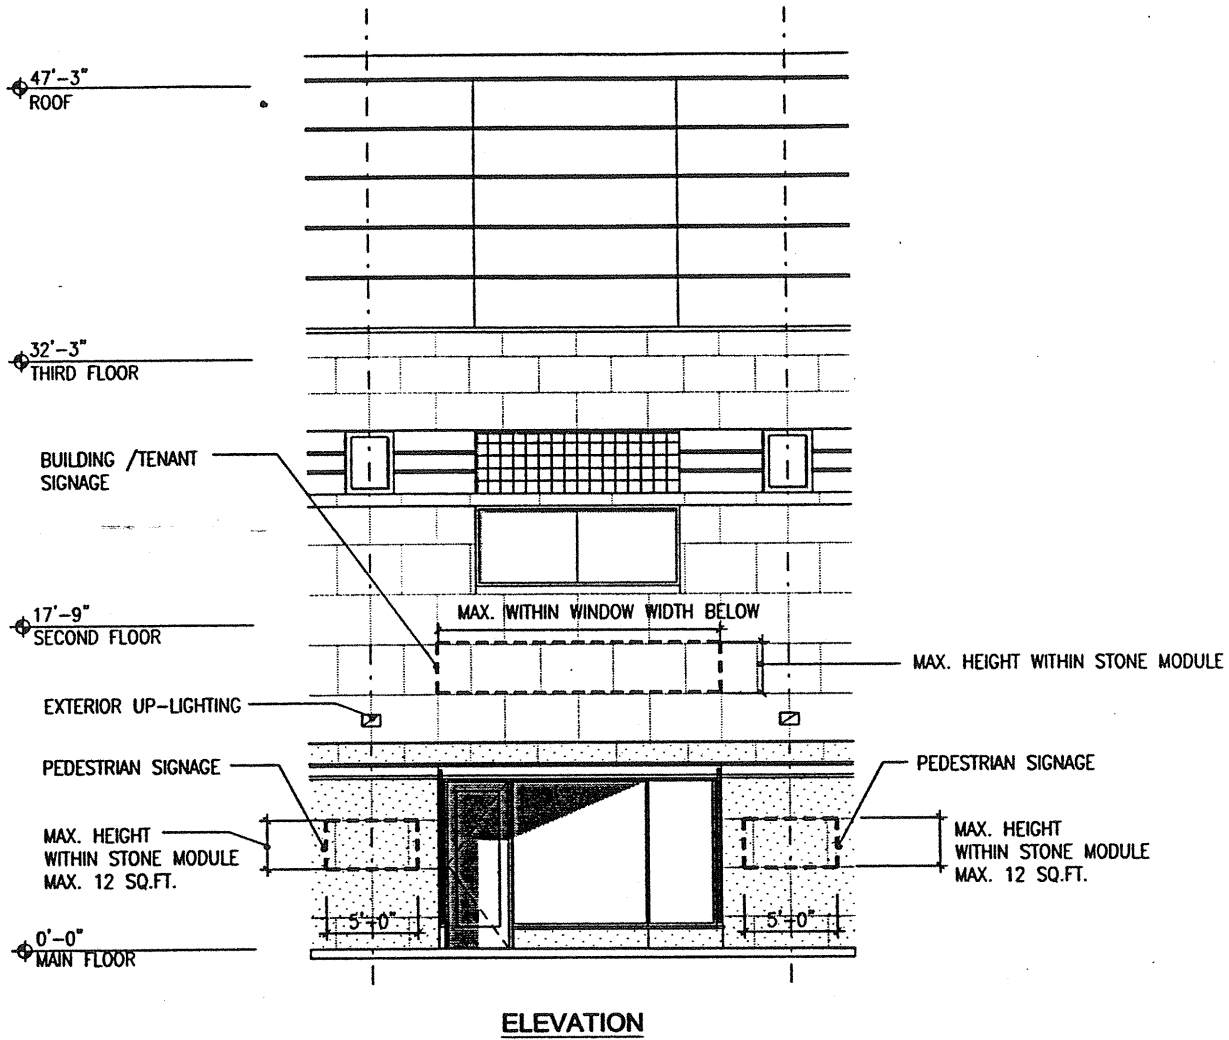 47'-3"
ROOF
32'-3"
THIRD FLOOR
BUILDING /TENANT
SIGNAGE
17'-9"
SECOND FLOOR
MAX. WITHIN WINDOW WIDTH BELOW
MAX. HEIGHT WITHIN STONE MODULE
EXTERIOR UP-LIGHTING
PEDESTRIAN SIGNAGE
PEDESTRIAN SIGNAGE
MAX. HEIGHT
WITHIN STONE MODULE
MAX. 12 SQ.FT.
MAX. HEIGHT
WITHIN STONE MODULE
MAX. 12 SQ.FT.
5'-0"
5'-0"
0'-0"
MAIN FLOOR
ELEVATION